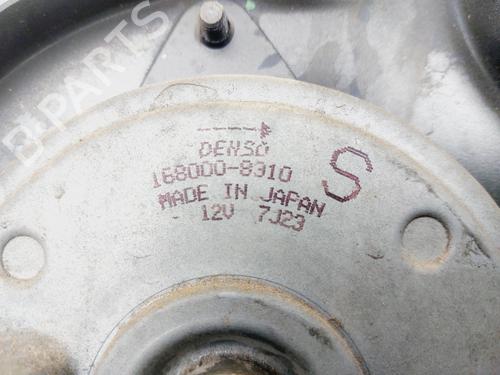 B-PARTS
DENSO
168000-8310
MADE IN JAPAN
12V 7J23
S